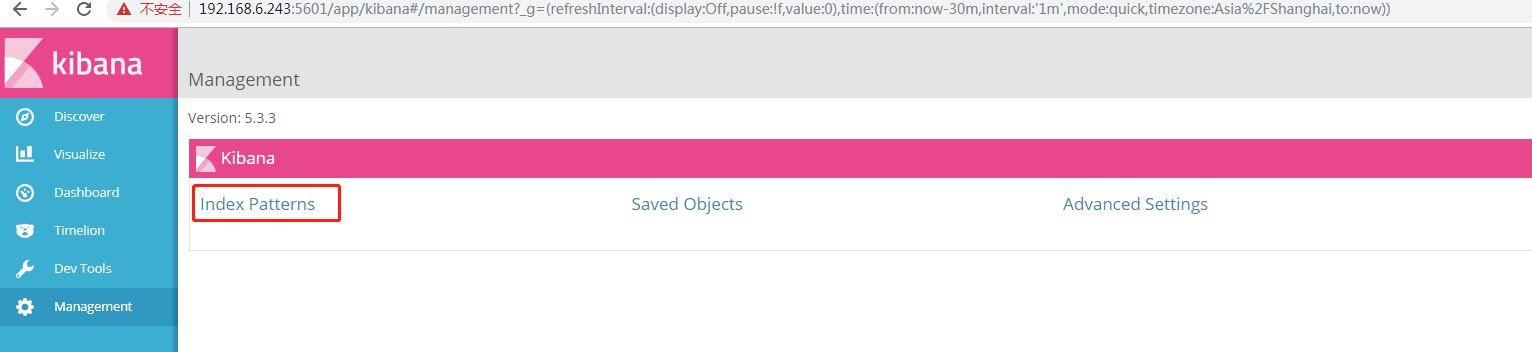 不安全 192.168.6.243:5601/app/kibana#/management?_g=(refreshInterval:(display:Off,pause:!f,value:0),time:(from:now-30m,interval:'1m',mode:quick,timezone:Asia%2FShanghai,to:now))
kibana
Management
Version: 5.3.3
Discover
Visualize
Dashboard
Timelion
Dev Tools
Management
Kibana
Index Patterns Saved Objects Advanced Settings